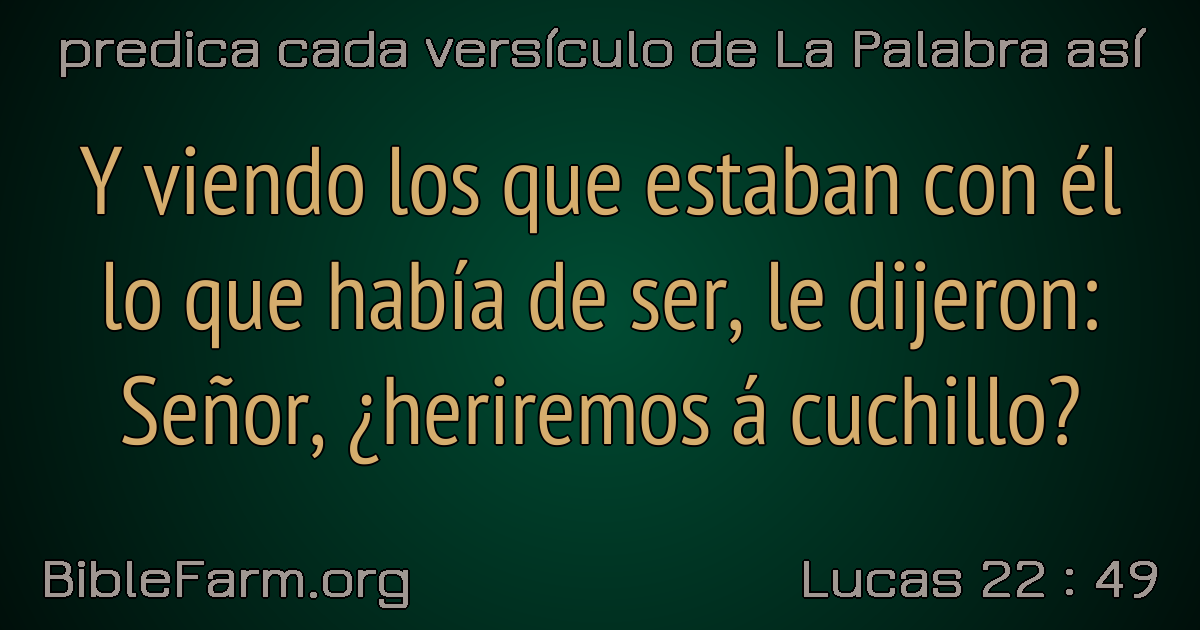 predica cada versículo de La Palabra así
Y viendo los que estaban con él
lo que había de ser, le dijeron:
Señor, ¿heriremos á cuchillo?
BibleFarm.org
Lucas 22 : 49